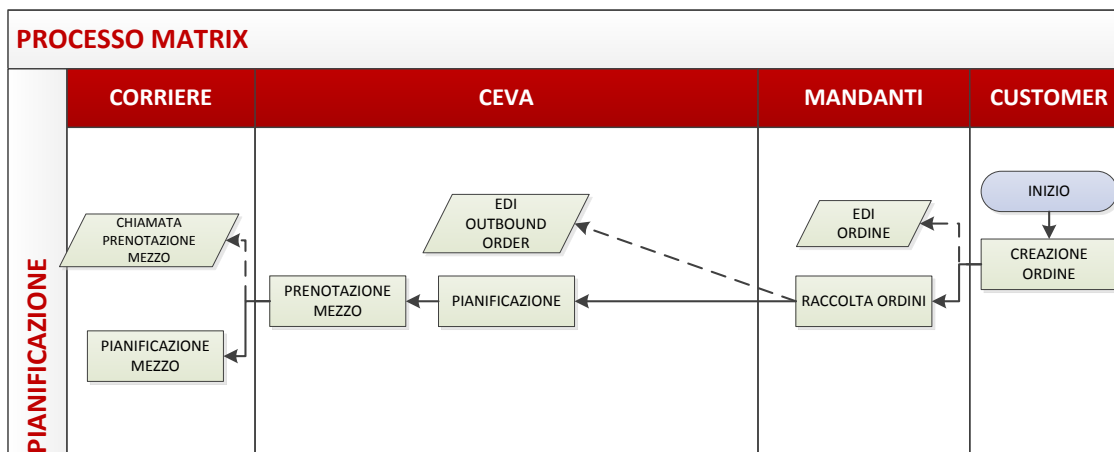 PROCESSO MATRIX
CORRIERE
CEVA
MANDANTI
CUSTOMER
PIANIFICAZIONE
CHIAMATA
PRENOTAZIONE
MEZZO
EDI
OUTBOUND
ORDER
EDI
ORDINE
INIZIO
CREAZIONE
ORDINE
PRENOTAZIONE
MEZZO
PIANIFICAZIONE
RACCOLTA ORDINI
PIANIFICAZIONE
MEZZO